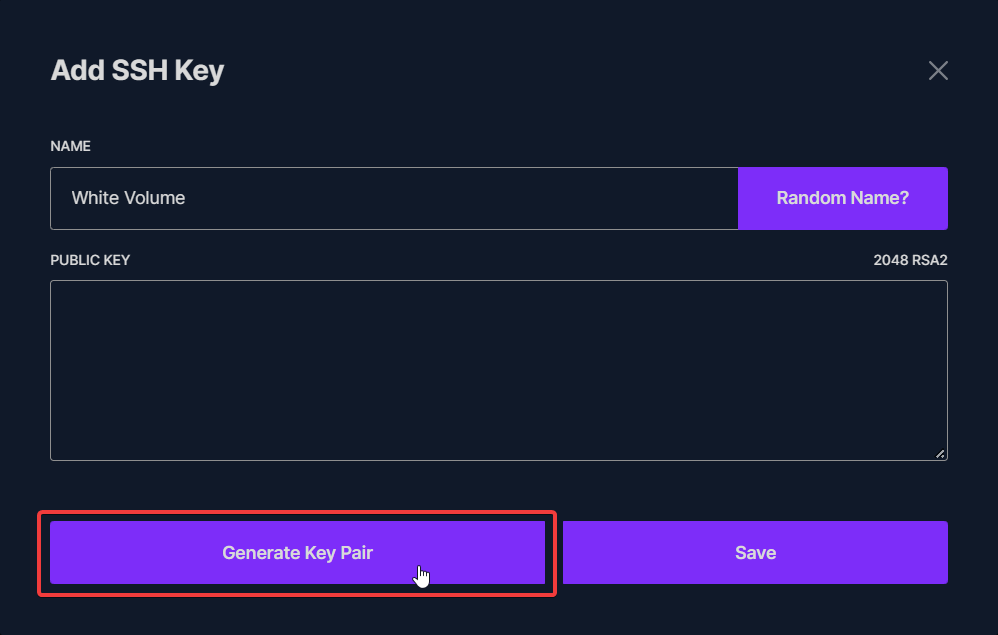 Add SSH Key
NAME
White Volume
Random Name?
PUBLIC KEY
2048 RSA2
Generate Key Pair
Save